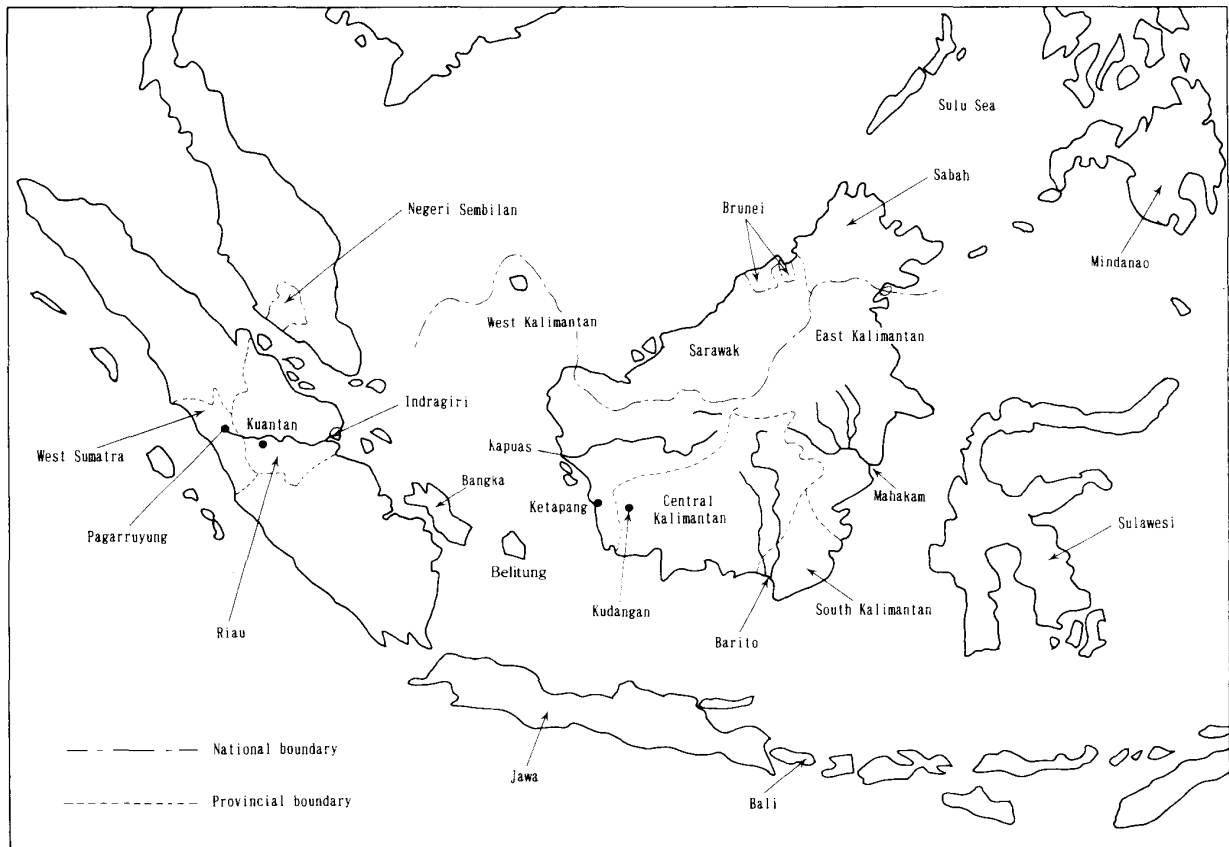 Sulu Sea
Sabah
Negeri Sembilan
Brunei
Mindanao
West Kalimantan
East Kalimantan
Sarawak
Indragiri
Kuantan
Kapuas
West Sumatra
Bangka
Mahakam
Ketapang
Central
Kalimantan
Sulawesi
Pagarruyung
Belitung
Kudangan
South Kalimantan
Riau
Barito
National boundary
Jawa
Provincial boundary
Bali